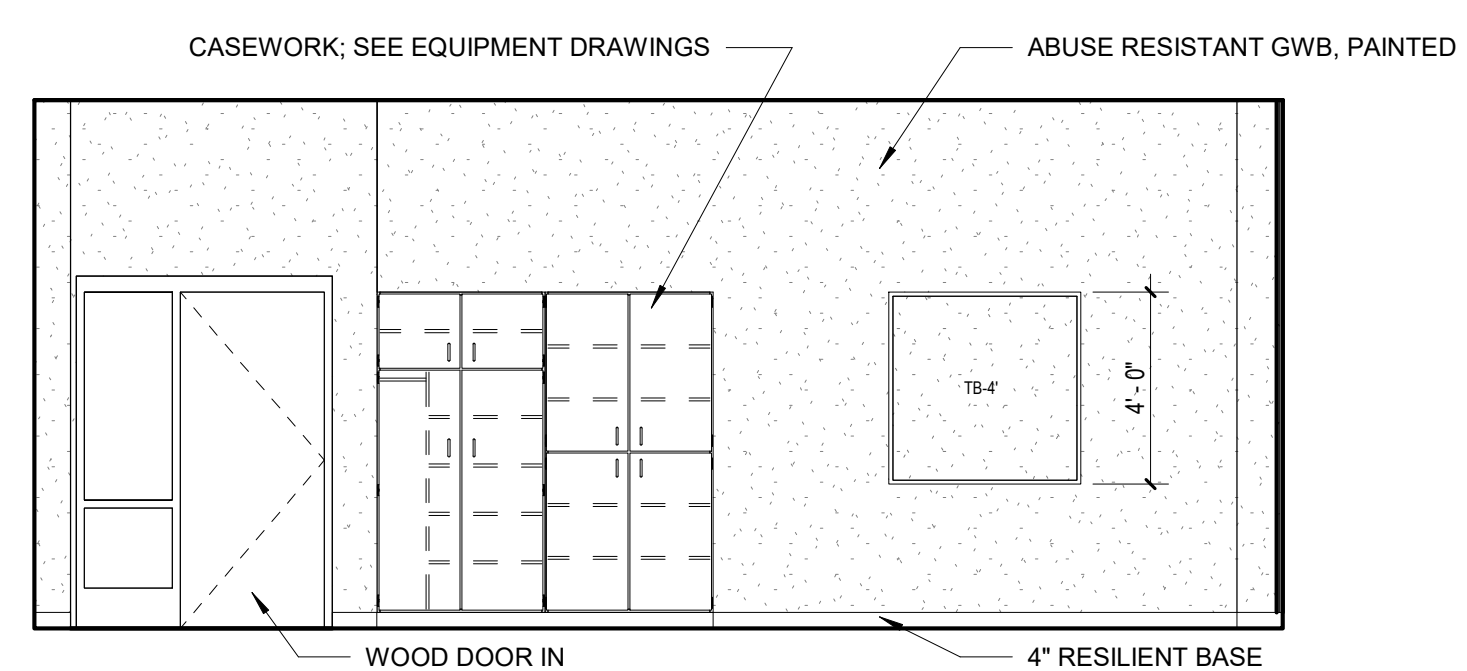 CASEWORK; SEE EQUIPMENT DRAWINGS
ABUSE RESISTANT GWB, PAINTED
TB-4'
4' - 0"
WOOD DOOR IN
4" RESILIENT BASE